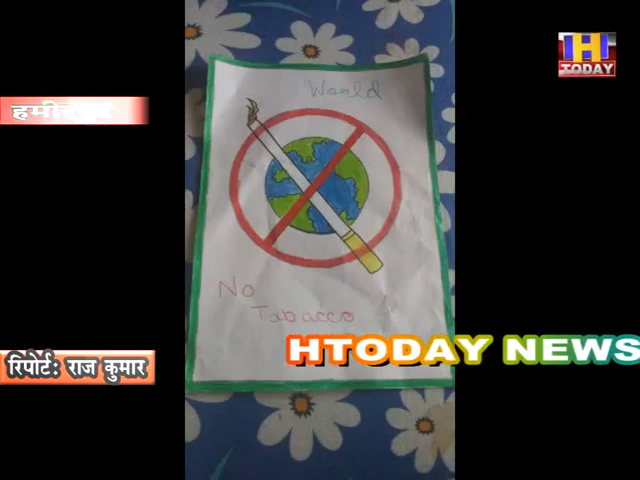 H
TODAY
World
हमीरपुर
No
Tabacco
HTODAY NEWS
रिपोर्ट: राज कुमार